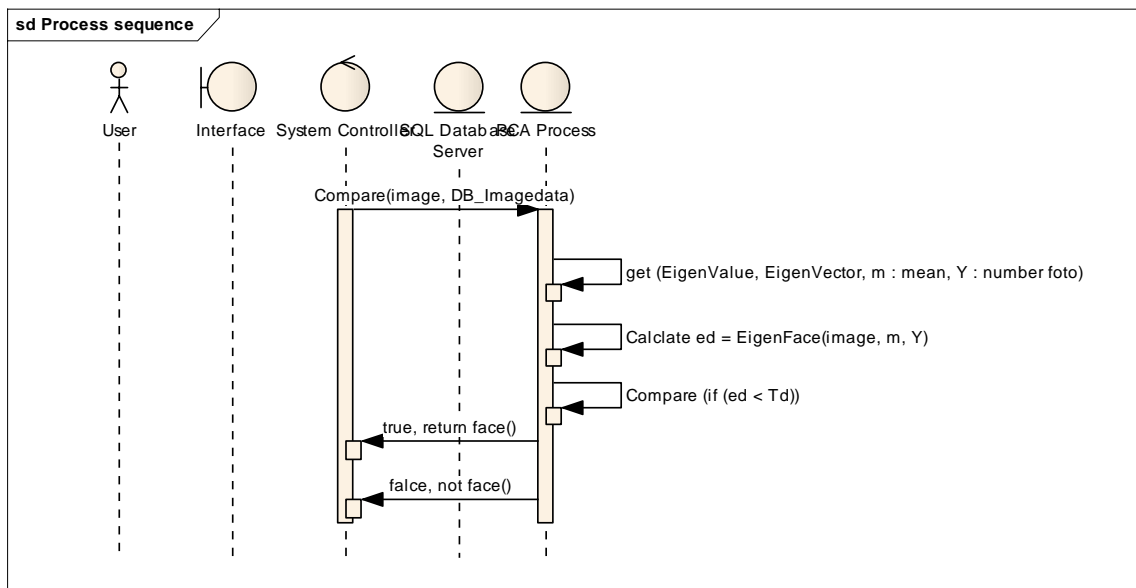 sd Process sequence
User
Interface
System Controller
SQL Database
Server
PCA Process
Compare(image, DB_Imagedata)
get (EigenValue, EigenVector, m : mean, Y : number foto)
Calclate ed = EigenFace(image, m, Y)
Compare (if (ed < Td))
true, return face()
falce, not face()